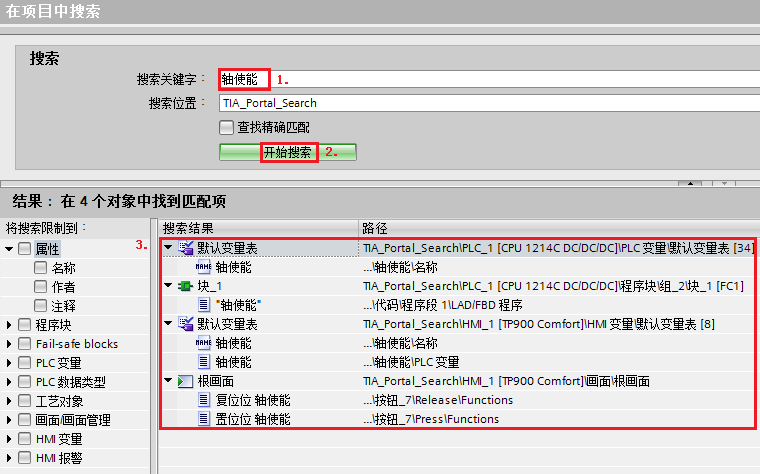 在项目中搜索
搜索
搜索关键字： 轴使能 1.
搜索位置： TIA_Portal_Search
查找精确匹配
开始搜索 2.
结果： 在 4 个对象中找到匹配项
将搜索限制到： 搜索结果 路径
属性 3. 默认变量表 TIA_Portal_Search\PLC_1 [CPU 1214C DC/DC/DC]\PLC 变量\默认变量表 [34]
名称 NAME 轴使能 ...\轴使能\名称
作者 块_1 TIA_Portal_Search\PLC_1 [CPU 1214C DC/DC/DC]\程序块\组_2\块_1 [FC1]
注释 "轴使能" ...\代码\程序段 1\LAD/FBD 程序
程序块 默认变量表 TIA_Portal_Search\HMI_1 [TP900 Comfort]\HMI 变量\默认变量表 [8]
Fail-safe blocks NAME 轴使能 ...\轴使能\名称
PLC 变量 轴使能 ...\轴使能\PLC 变量
PLC 数据类型 根画面 TIA_Portal_Search\HMI_1 [TP900 Comfort]\画面\根画面
工艺对象 复位位 轴使能 ...\按钮_7\Release\Functions
画面/画面管理 置位位 轴使能 ...\按钮_7\Press\Functions
HMI 变量
HMI 报警